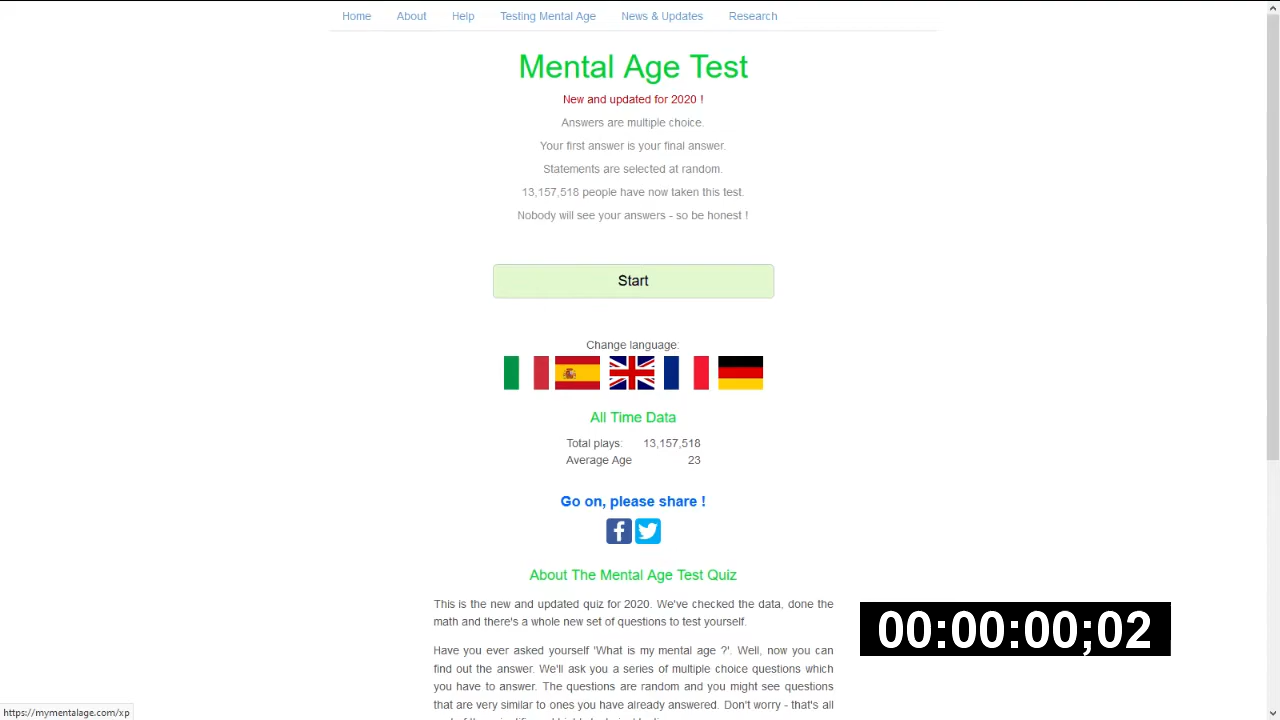 Home About Help Testing Mental Age News & Updates Research
Mental Age Test
New and updated for 2020 !
Answers are multiple choice.
Your first answer is your final answer.
Statements are selected at random.
13,157,518 people have now taken this test.
Nobody will see your answers - so be honest !
Start
Change language:
All Time Data
Total plays: 13,157,518
Average Age 23
Go on, please share !
About The Mental Age Test Quiz
This is the new and updated quiz for 2020. We've checked the data, done the
math and there's a whole new set of questions to test yourself.
00:00:00;02
Have you ever asked yourself 'What is my mental age ?'. Well, now you can
find out the answer. We'll ask you a series of multiple choice questions which
you have to answer. The questions are random and you might see questions
that are very similar to ones you have already answered. Don't worry - that's all
https://mymentalage.com/xp